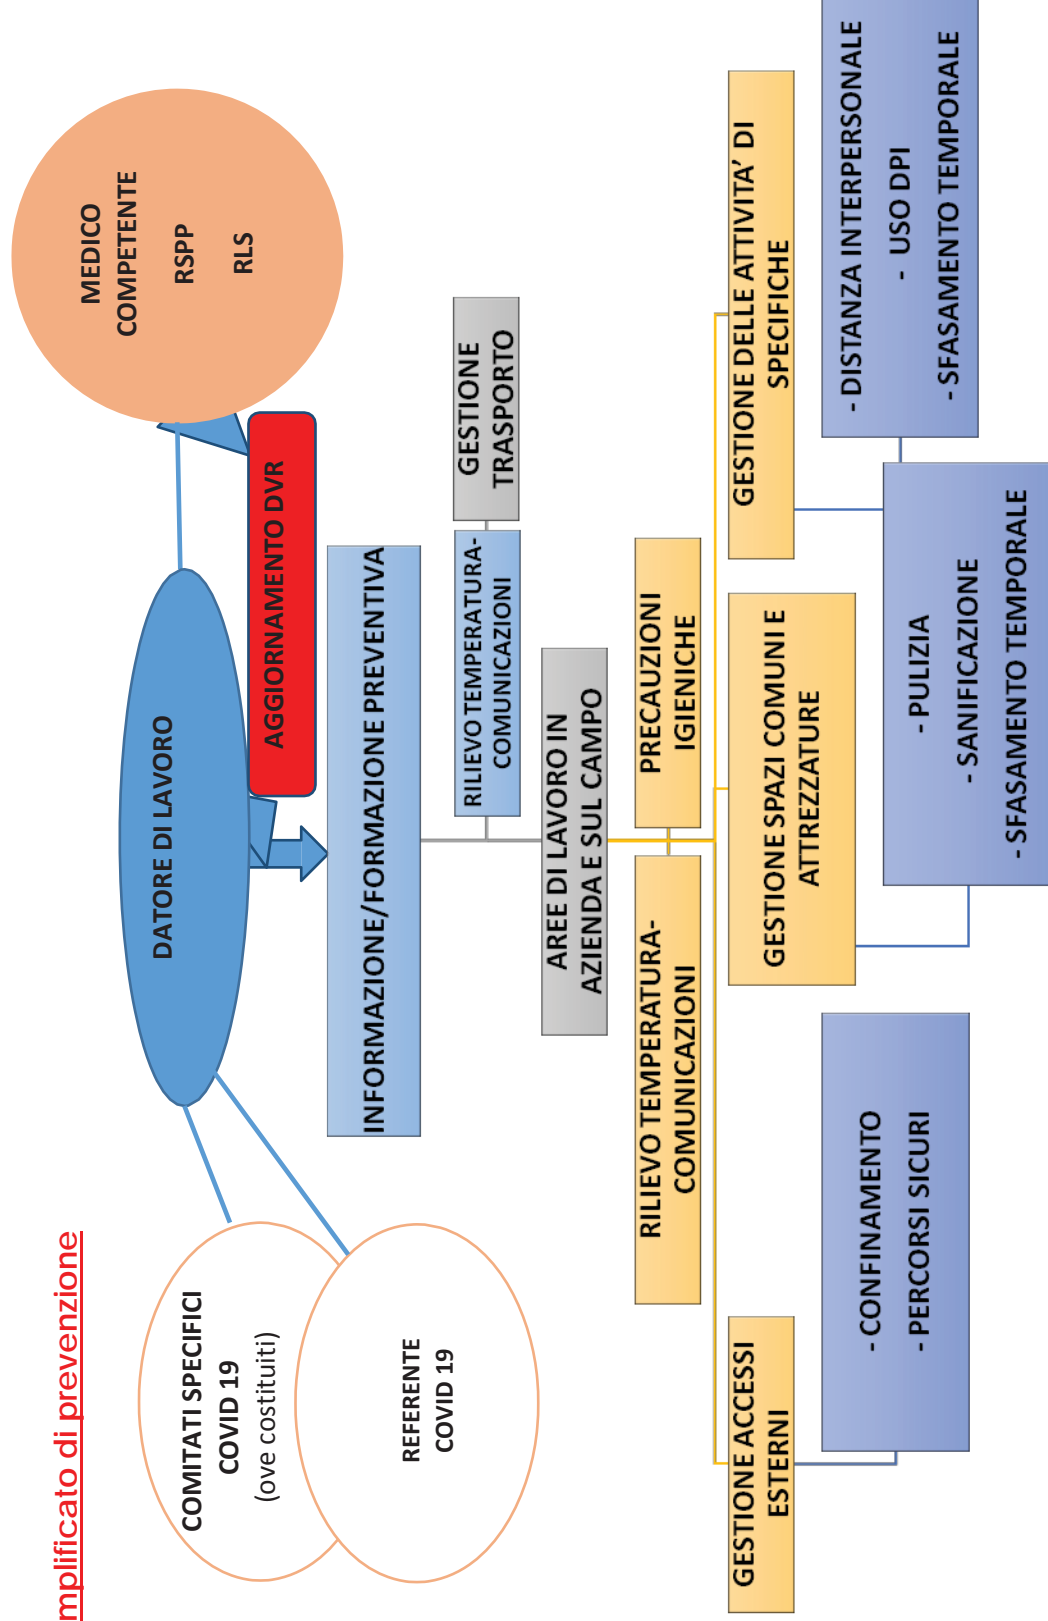 mplificato di prevenzione
COMITATI SPECIFICI
COVID 19
(ove costituiti)
REFERENTE
COVID 19
DATORE DI LAVORO
MEDICO
COMPETENTE
RSPP
RLS
AGGIORNAMENTO DVR
INFORMAZIONE/FORMAZIONE PREVENTIVA
RILIEVO TEMPERATURA-
COMUNICAZIONI
GESTIONE
TRASPORTO
AREE DI LAVORO IN
AZIENDA E SUL CAMPO
RILIEVO TEMPERATURA-
COMUNICAZIONI
PRECAUZIONI
IGIENICHE
GESTIONE ACCESSI
ESTERNI
GESTIONE SPAZI COMUNI E
ATTREZZATURE
GESTIONE DELLE ATTIVITA' DI
SPECIFICHE
- CONFINAMENTO
- PERCORSI SICURI
- PULIZIA
- SANIFICAZIONE
- SFASAMENTO TEMPORALE
- DISTANZA INTERPERSONALE
- USO DPI
- SFASAMENTO TEMPORALE